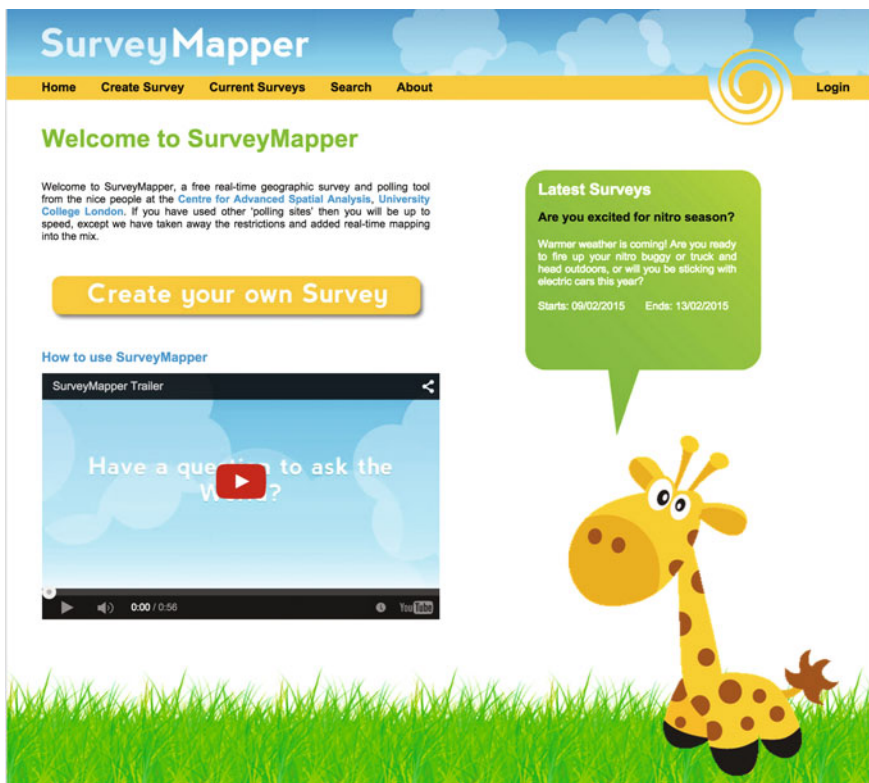 SurveyMapper
Home Create Survey Current Surveys Search About Login
Welcome to SurveyMapper
Welcome to SurveyMapper, a free real-time geographic survey and polling tool
from the nice people at the Centre for Advanced Spatial Analysis, University
College London. If you have used other 'polling sites' then you will be up to
speed, except we have taken away the restrictions and added real-time mapping
into the mix.
Create your own Survey
How to use SurveyMapper
SurveyMapper Trailer
Have a question to ask the
World?
0:00 / 0:56
YouTube
Latest Surveys
Are you excited for nitro season?
Warmer weather is coming! Are you ready
to fire up your nitro buggy or truck and
head outdoors, or will you be sticking with
electric cars this year?
Starts: 09/02/2015 Ends: 13/02/2015